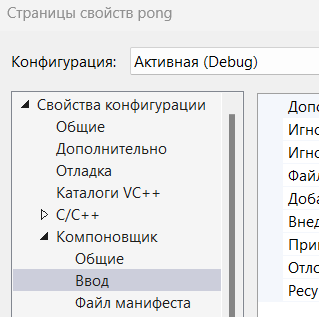 Страницы свойств pong
Конфигурация: Активная (Debug)
Свойства конфигурации
Общие
Дополнительно
Отладка
Каталоги VC++
C/C++
Компоновщик
Общие
Ввод
Файл манифеста
Допо
Игно
Игно
Файл
Доба
Внед
При
Отло
Ресу